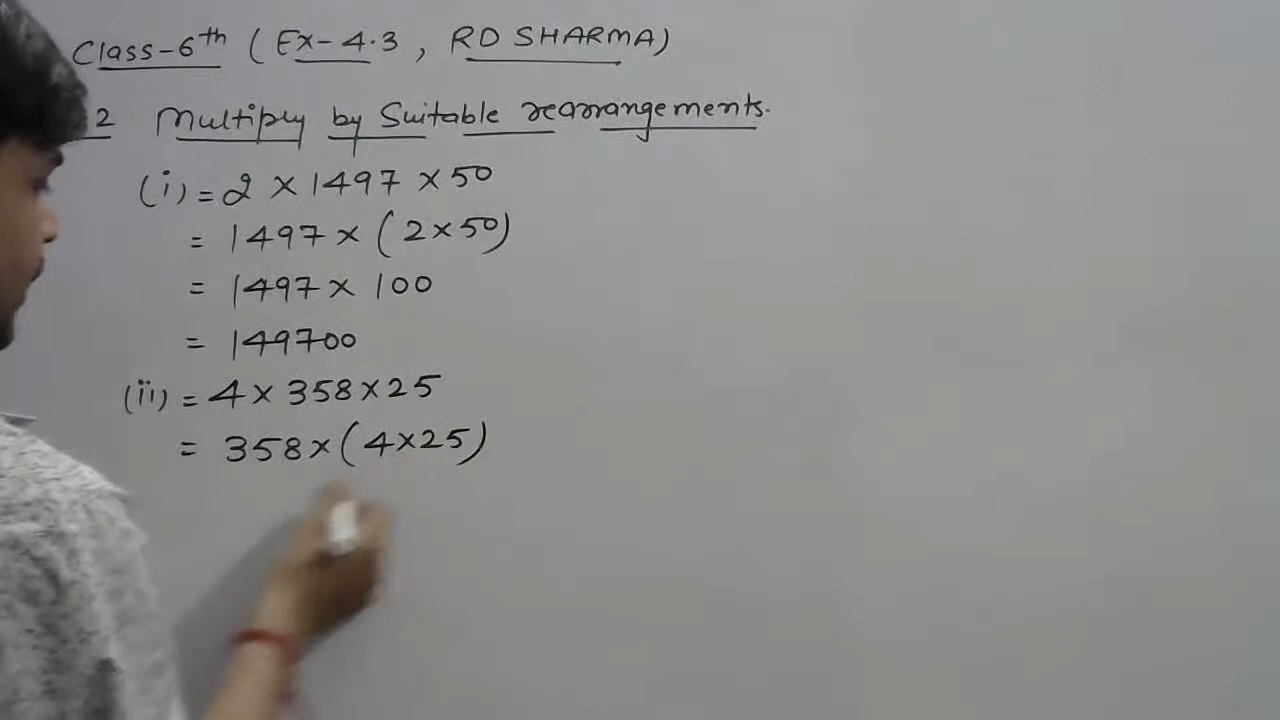 Class-6th ( Ex- 4.3 , RD SHARMA)
2 Multiply by Suitable rearrangements.
(i) = 2 × 1497 × 50
= 1497 × ( 2 × 50)
= 1497 × 100
= 149700
(ii) = 4 × 358 × 25
= 358 × ( 4 × 25)